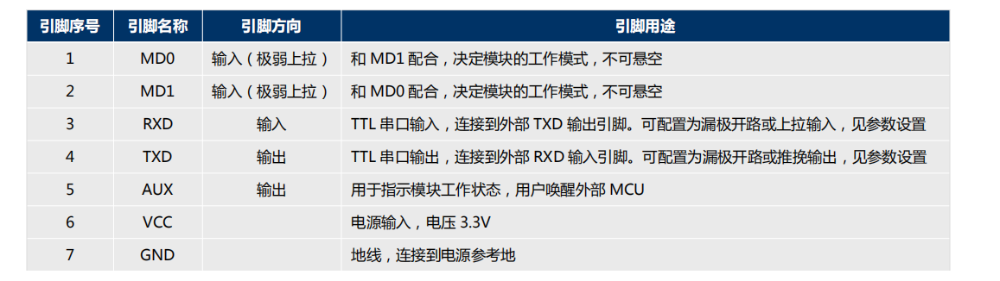 引脚序号 引脚名称 引脚方向 引脚用途
1 MD0 输入（极弱上拉） 和 MD1 配合，决定模块的工作模式，不可悬空
2 MD1 输入（极弱上拉） 和 MD0 配合，决定模块的工作模式，不可悬空
3 RXD 输入 TTL 串口输入，连接到外部 TXD 输出引脚。可配置为漏极开路或上拉输入，见参数设置
4 TXD 输出 TTL 串口输出，连接到外部 RXD 输入引脚。可配置为漏极开路或推挽输出，见参数设置
5 AUX 输出 用于指示模块工作状态，用户唤醒外部 MCU
6 VCC 电源输入，电压 3.3V
7 GND 地线，连接到电源参考地